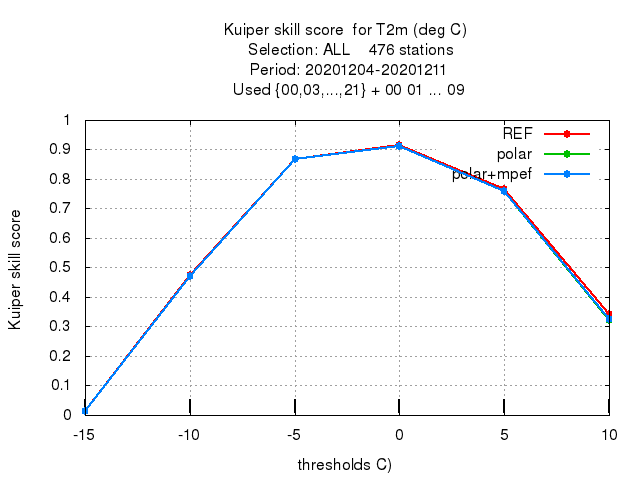 Kuiper skill score  for T2m (deg C)
Selection: ALL    476 stations
Period: 20201204-20201211
Used {00,03,...,21} + 00 01 ... 09
REF
polar
polar+mpef
Kuiper skill score
1
0.9
0.8
0.7
0.6
0.5
0.4
0.3
0.2
0.1
0
-15 -10 -5 0 5 10
thresholds C)